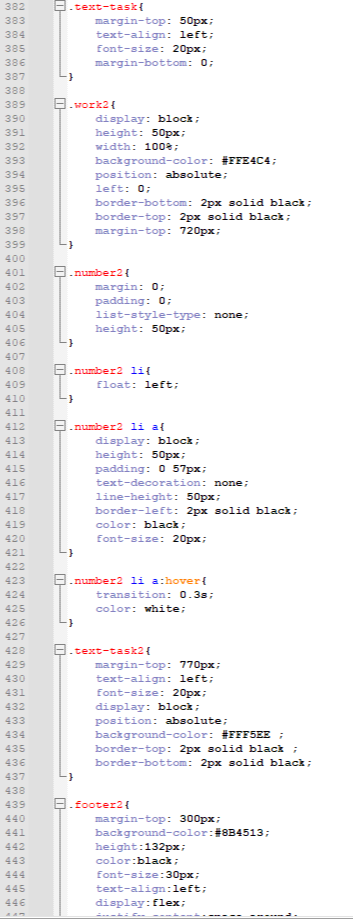 382 .text-task{
383 margin-top: 50px;
384 text-align: left;
385 font-size: 20px;
386 margin-bottom: 0;
387 }
388
389 .work2{
390 display: block;
391 height: 50px;
392 width: 100%;
393 background-color: #FFE4C4;
394 position: absolute;
395 left: 0;
396 border-bottom: 2px solid black;
397 border-top: 2px solid black;
398 margin-top: 720px;
399 }
400
401 .number2{
402 margin: 0;
403 padding: 0;
404 list-style-type: none;
405 height: 50px;
406 }
407
408 .number2 li{
409 float: left;
410 }
411
412 .number2 li a{
413 display: block;
414 height: 50px;
415 padding: 0 57px;
416 text-decoration: none;
417 line-height: 50px;
418 border-left: 2px solid black;
419 color: black;
420 font-size: 20px;
421 }
422
423 .number2 li a:hover{
424 transition: 0.3s;
425 color: white;
426 }
427
428 .text-task2{
429 margin-top: 770px;
430 text-align: left;
431 font-size: 20px;
432 display: block;
433 position: absolute;
434 background-color: #FFF5EE ;
435 border-top: 2px solid black ;
436 border-bottom: 2px solid black;
437 }
438
439 .footer2{
440 margin-top: 300px;
441 background-color:#8B4513;
442 height:132px;
443 color:black;
444 font-size:30px;
445 text-align:left;
446 display:flex;